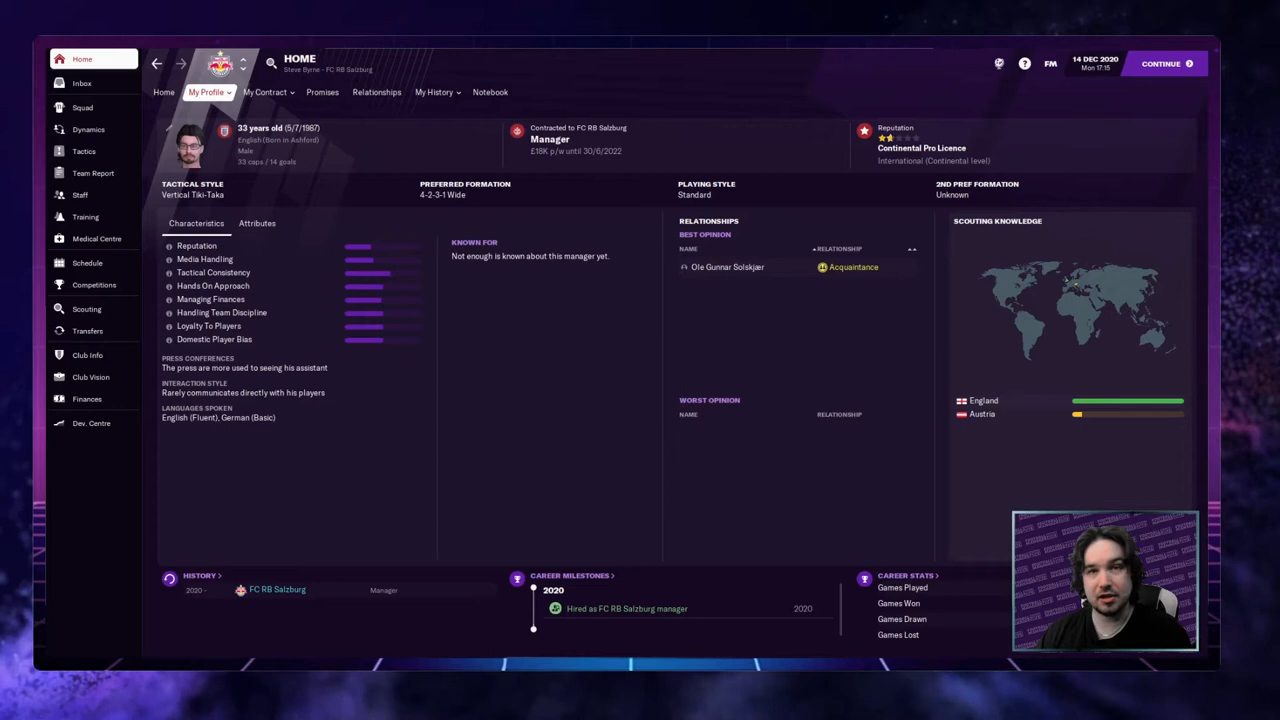 Home
HOME
Steve Byrne - FC RB Salzburg
FM
14 DEC 2020
Mon 17:15
CONTINUE
Inbox
Squad
Dynamics
Tactics
Team Report
Staff
Training
Medical Centre
Schedule
Competitions
Scouting
Transfers
Club Info
Club Vision
Finances
Dev. Centre
Home My Profile My Contract Promises Relationships My History Notebook
33 years old (5/7/1987)
English (Born in Ashford)
Male
33 caps / 14 goals
Contracted to FC RB Salzburg
Manager
£18K p/w until 30/6/2022
Reputation
Continental Pro Licence
International (Continental level)
TACTICAL STYLE
Vertical Tiki-Taka
PREFERRED FORMATION
4-2-3-1 Wide
PLAYING STYLE
Standard
2ND PREF FORMATION
Unknown
Characteristics Attributes
Reputation
Media Handling
Tactical Consistency
Hands On Approach
Managing Finances
Handling Team Discipline
Loyalty To Players
Domestic Player Bias
PRESS CONFERENCES
The press are more used to seeing his assistant
INTERACTION STYLE
Rarely communicates directly with his players
LANGUAGES SPOKEN
English (Fluent), German (Basic)
KNOWN FOR
Not enough is known about this manager yet.
RELATIONSHIPS
BEST OPINION
NAME RELATIONSHIP
Ole Gunnar Solskjær Acquaintance
WORST OPINION
NAME RELATIONSHIP
SCOUTING KNOWLEDGE
England
Austria
HISTORY >
2020 - FC RB Salzburg Manager
CAREER MILESTONES >
2020
Hired as FC RB Salzburg manager 2020
CAREER STATS >
Games Played
Games Won
Games Drawn
Games Lost